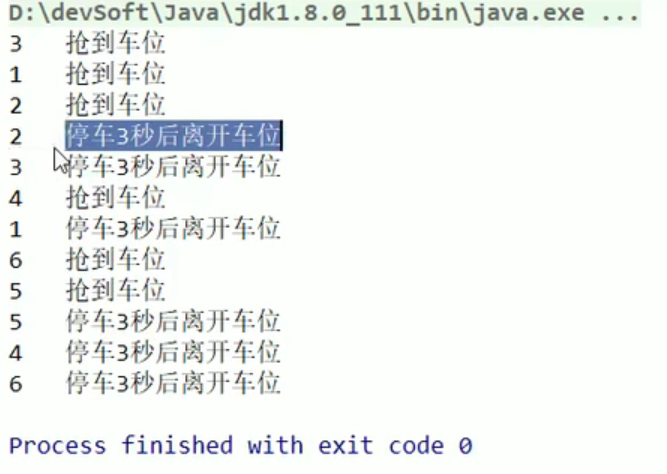 D:\devSoft\Java\jdk1.8.0_111\bin\java.exe ...
3 抢到车位
1 抢到车位
2 抢到车位
2 停车3秒后离开车位
3 停车3秒后离开车位
4 抢到车位
1 停车3秒后离开车位
6 抢到车位
5 抢到车位
5 停车3秒后离开车位
4 停车3秒后离开车位
6 停车3秒后离开车位
Process finished with exit code 0